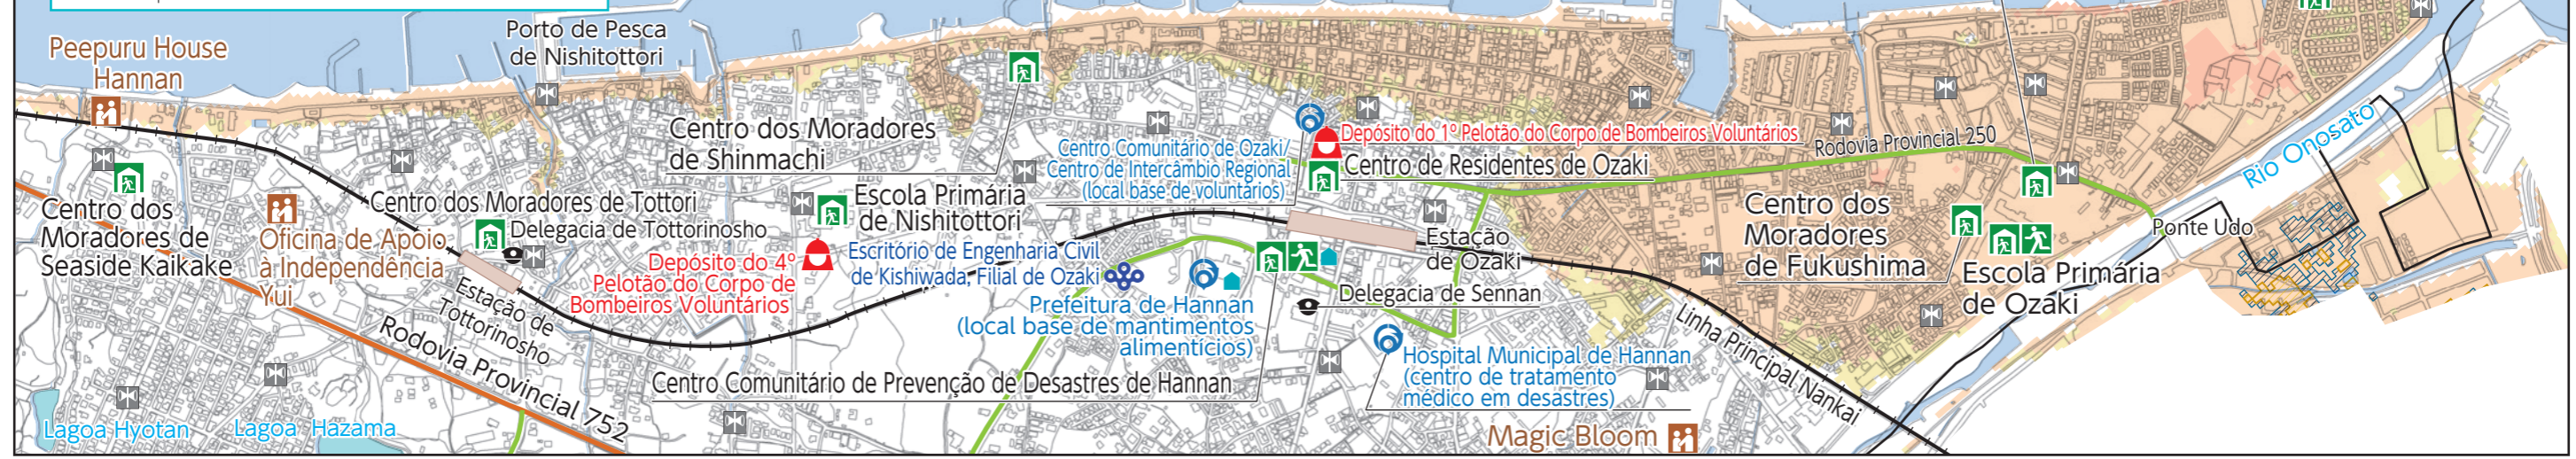 Peepuru House
Hannan
Porto de Pesca
de Nishitottori
Centro dos Moradores
de Shinmachi
Centro Comunitário de Ozaki/
Centro de Intercâmbio Regional
(local base de voluntários)
Depósito do 1º Pelotão do Corpo de Bombeiros Voluntários
Centro de Residentes de Ozaki
Rodovia Provincial 250
Rio Onosato
Centro dos
Moradores de
Seaside Kaikake
Oficina de Apoio
à Independência
Yui
Centro dos Moradores de Tottori
Delegacia de Tottorinosho
Estação de
Tottorinosho
Escola Primária
de Nishitottori
Depósito do 4º
Pelotão do Corpo de
Bombeiros Voluntários
Escritório de Engenharia Civil
de Kishiwada, Filial de Ozaki
Prefeitura de Hannan
(local base de mantimentos
alimentícios)
Estação
de Ozaki
Delegacia de Sennan
Centro dos
Moradores
de Fukushima
Escola Primária
de Ozaki
Ponte Udo
Linha Principal Nankai
Hospital Municipal de Hannan
(centro de tratamento
médico em desastres)
Centro Comunitário de Prevenção de Desastres de Hannan
Rodovia Provincial 752
Lagoa Hyotan
Lagoa Hazama
Magic Bloom